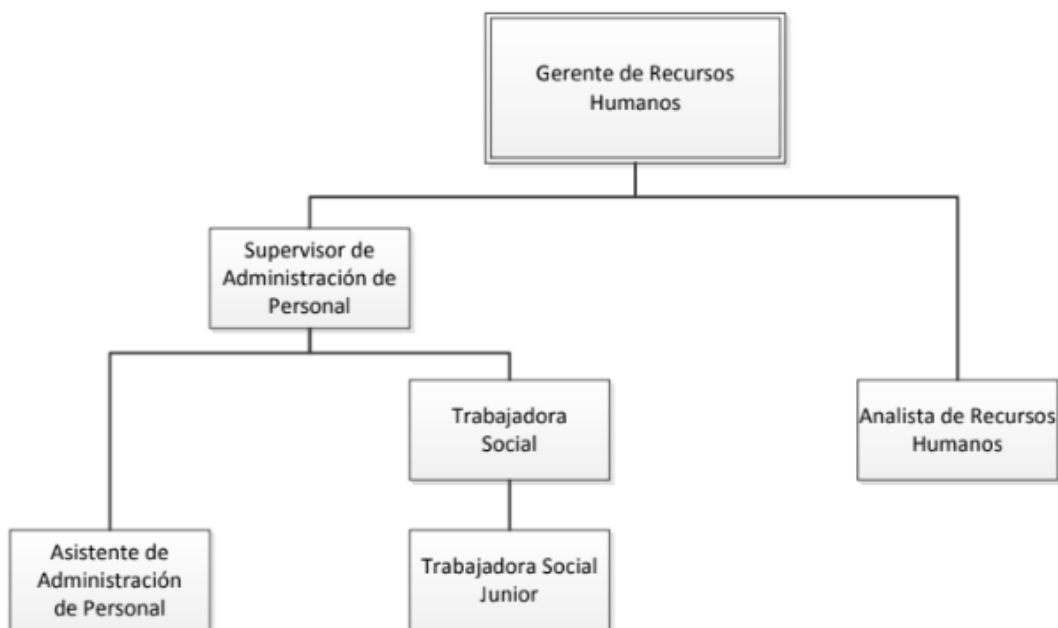 Gerente de Recursos
Humanos
Supervisor de
Administración de
Personal
Trabajadora
Social
Analista de Recursos
Humanos
Asistente de
Administración
de Personal
Trabajadora Social
Junior